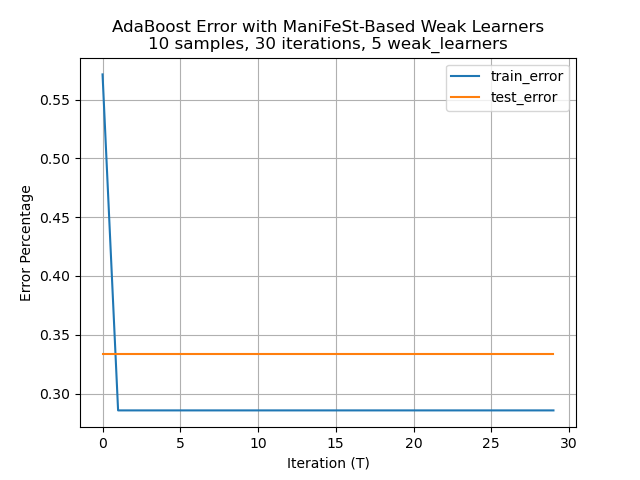 AdaBoost Error with ManiFeSt-Based Weak Learners
10 samples, 30 iterations, 5 weak_learners
train_error
test_error
0.55
0.50
0.45
0.40
0.35
0.30
Error Percentage
0 5 10 15 20 25 30
Iteration (T)